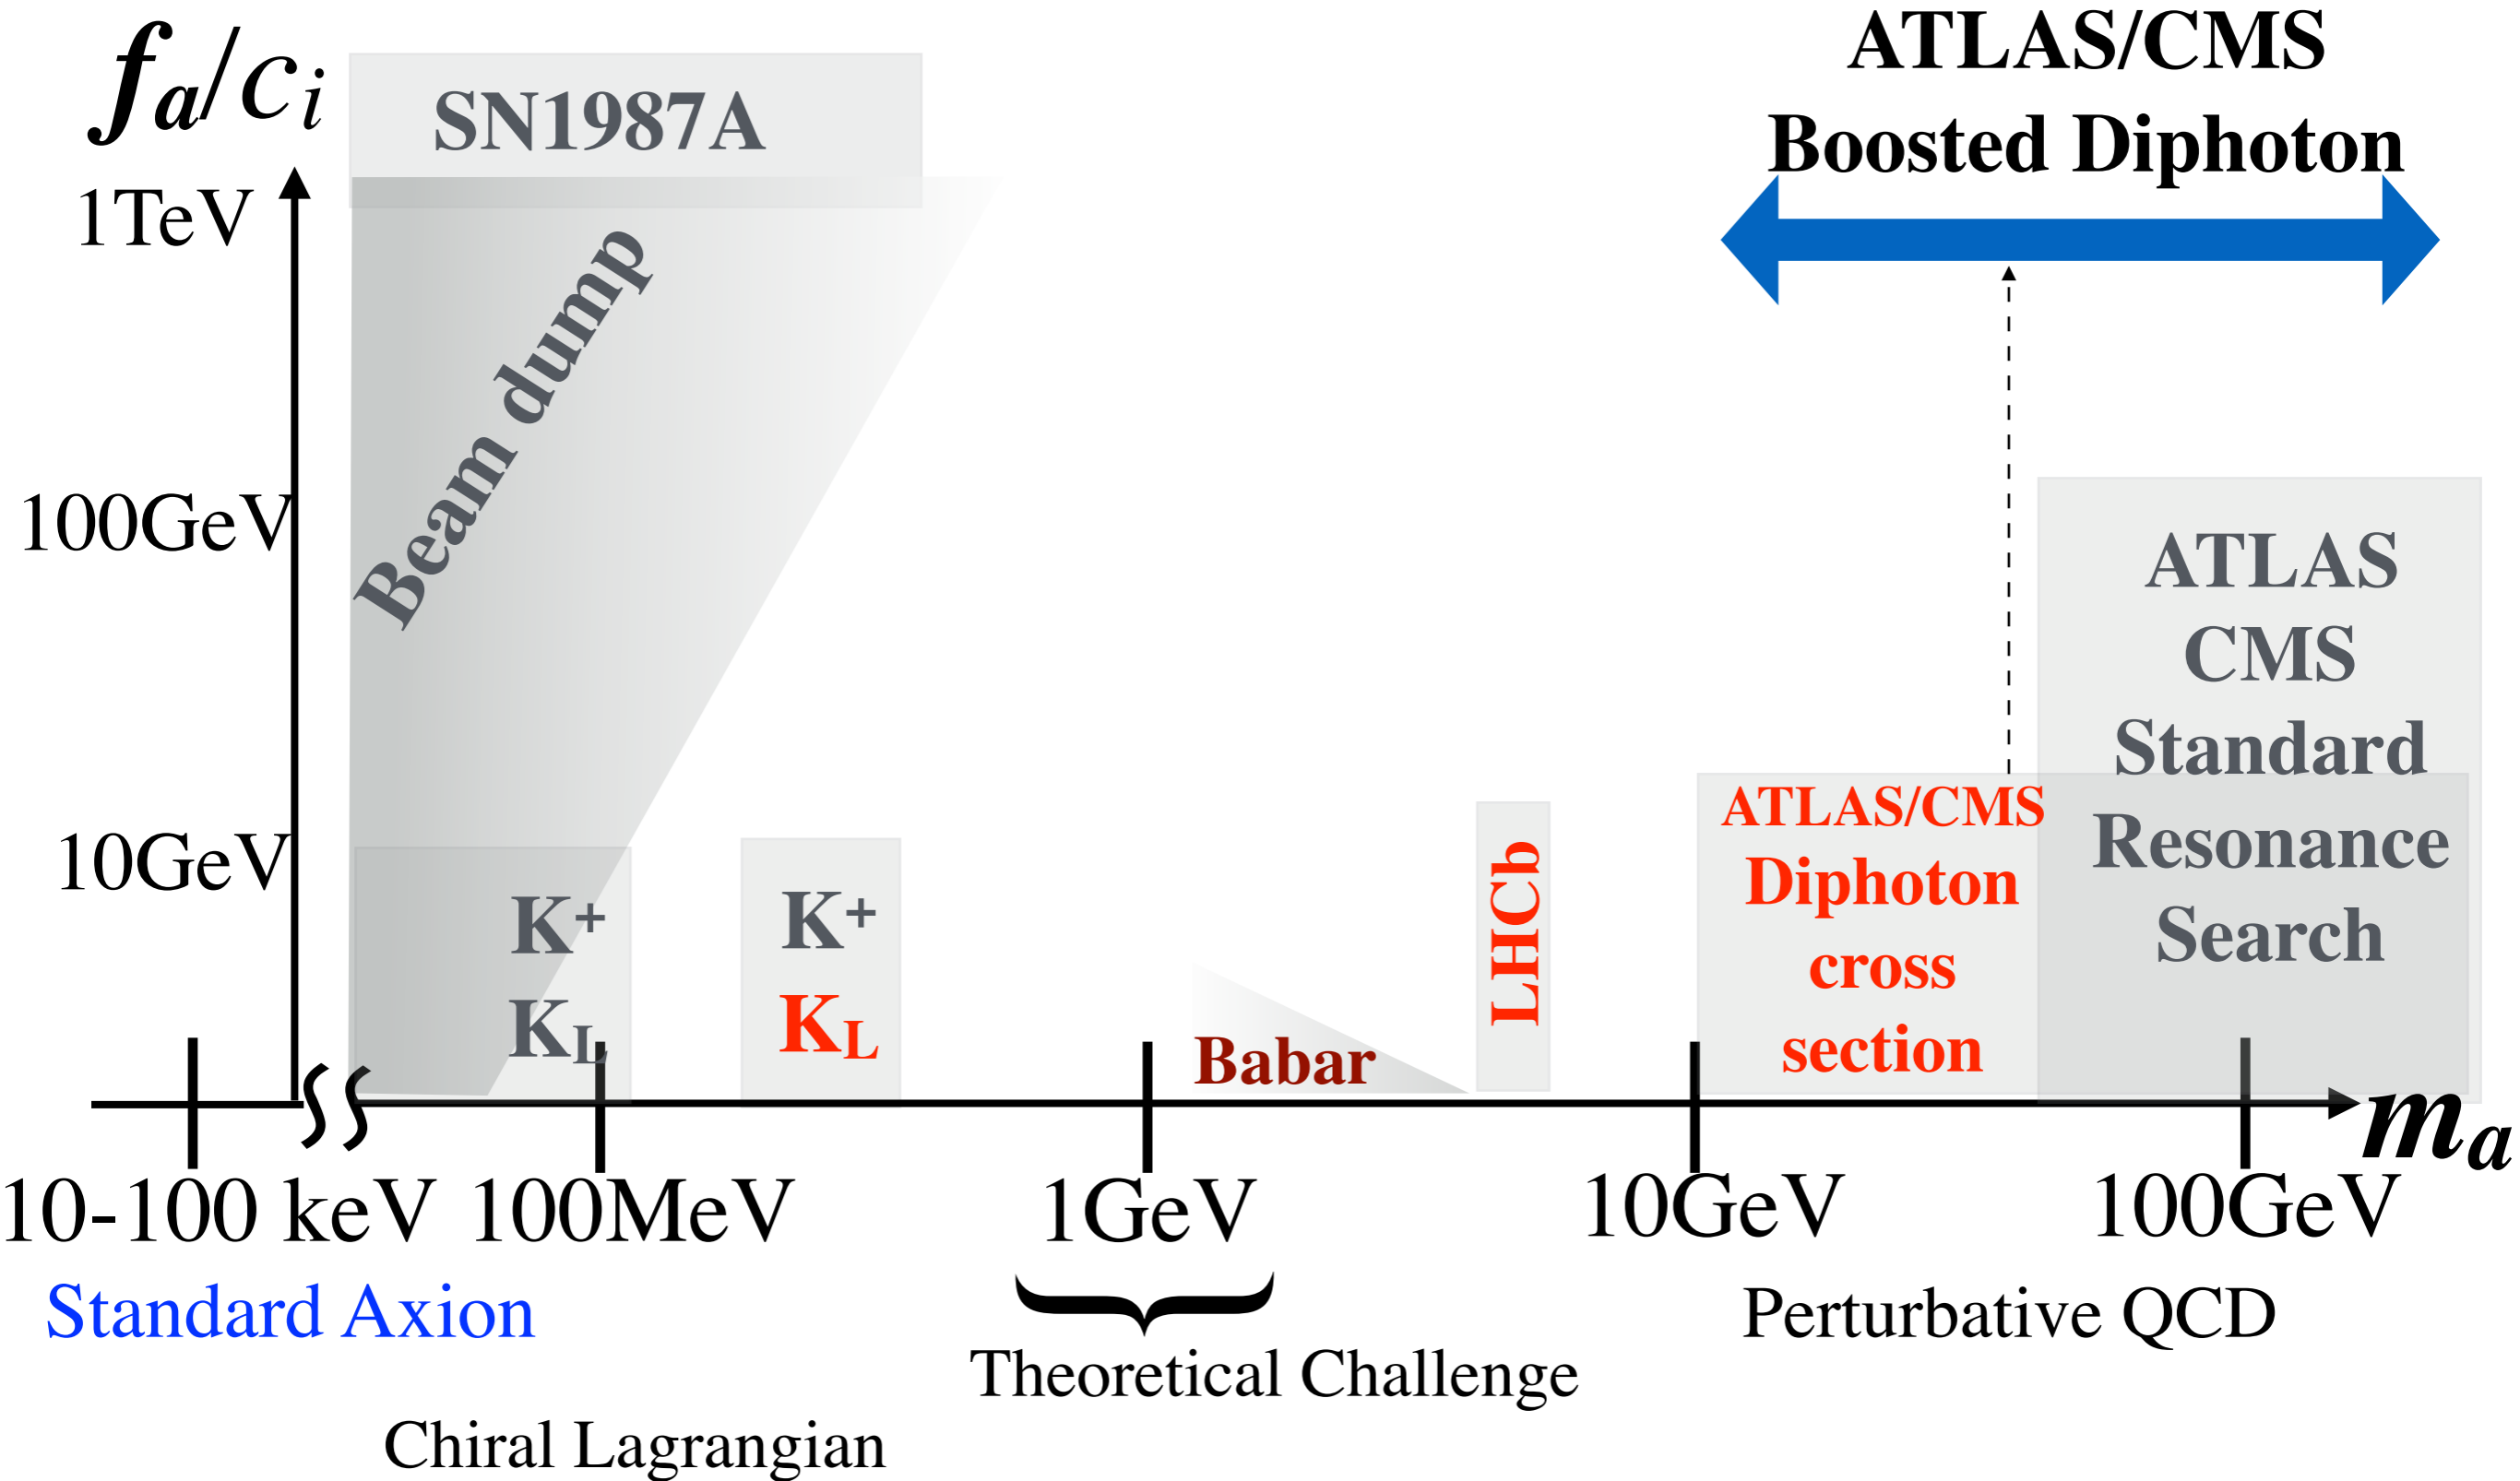 f_a/c_i
SN1987A
ATLAS/CMS
Boosted Diphoton
1TeV
Beam dump
100GeV
ATLAS
CMS
Standard
Resonance
Search
10GeV
K⁺
K_L
K⁺
K_L
Babar
LHCb
ATLAS/CMS
Diphoton
cross
section
m_a
10-100 keV
100MeV
1GeV
10GeV
100GeV
Standard Axion
Perturbative QCD
Theoretical Challenge
Chiral Lagrangian